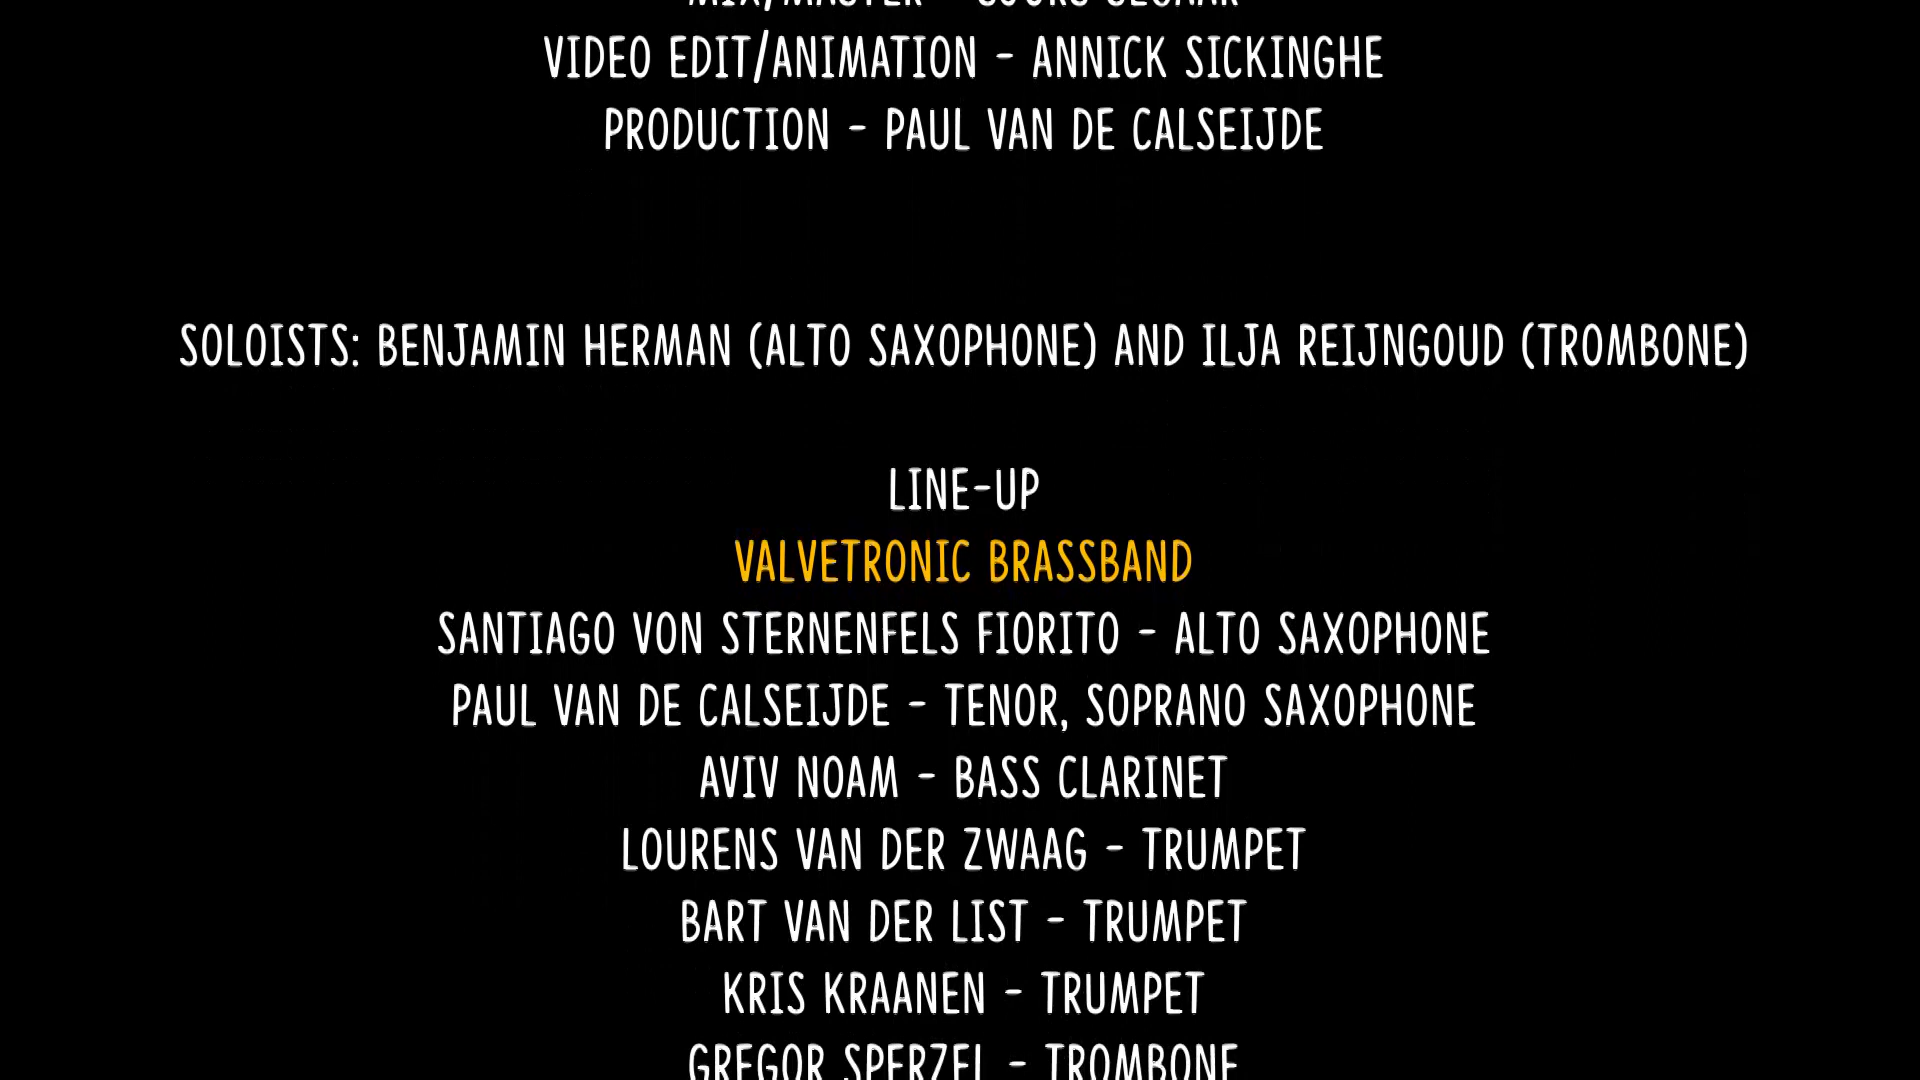 MIX/MASTER -
VIDEO EDIT/ANIMATION - ANNICK SICKINGHE
PRODUCTION - PAUL VAN DE CALSEIJDE
SOLOISTS: BENJAMIN HERMAN (ALTO SAXOPHONE) AND ILJA REIJNGOUD (TROMBONE)
LINE-UP
VALVETRONIC BRASSBAND
SANTIAGO VON STERNENFELS FIORITO - ALTO SAXOPHONE
PAUL VAN DE CALSEIJDE - TENOR, SOPRANO SAXOPHONE
AVIV NOAM - BASS CLARINET
LOURENS VAN DER ZWAAG - TRUMPET
BART VAN DER LIST - TRUMPET
KRIS KRAANEN - TRUMPET
GREGOR SPERZEL - TROMBONE